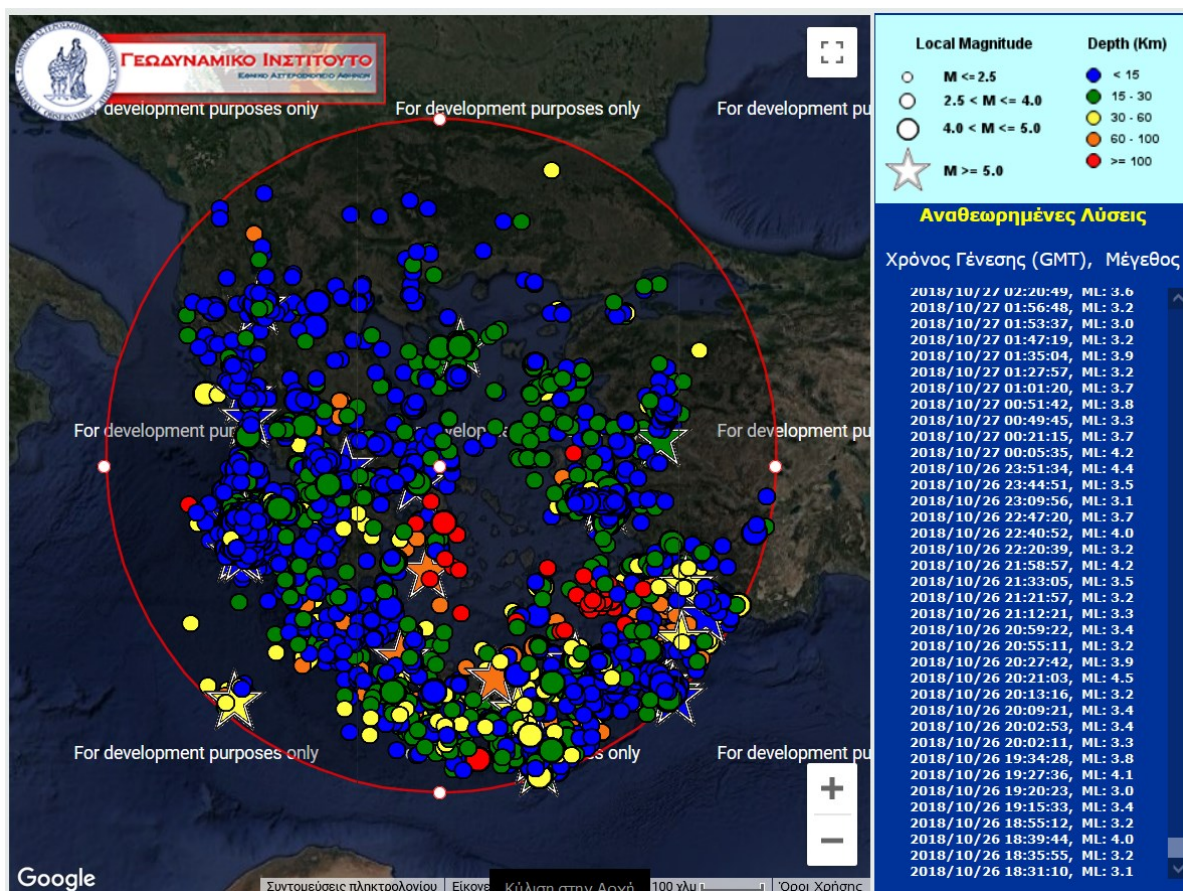 ΓΕΩΔΥΝΑΜΙΚΟ ΙΝΣΤΙΤΟΥΤΟ
ΕΘΝΙΚΟ ΑΣΤΕΡΟΣΚΟΠΕΙΟ ΑΘΗΝΩΝ
development purposes only
For development purposes only
For development pu
For development pur
For development pu
For development purposes only
es only
For development pu
Google
Συντομεύσεις πληκτρολογίου
Εικονε
Κύλιση στην Αρχή
100 χλμ
Όροι Χρήσης
Local Magnitude
Depth (Km)
M <= 2.5
< 15
2.5 < M <= 4.0
15 - 30
4.0 < M <= 5.0
30 - 60
60 - 100
M >= 5.0
>= 100
Αναθεωρημένες Λύσεις
Χρόνος Γένεσης (GMT), Μέγεθος
2018/10/27 02:20:49, ML: 3.6
2018/10/27 01:56:48, ML: 3.2
2018/10/27 01:53:37, ML: 3.0
2018/10/27 01:47:19, ML: 3.2
2018/10/27 01:35:04, ML: 3.9
2018/10/27 01:27:57, ML: 3.2
2018/10/27 01:01:20, ML: 3.7
2018/10/27 00:51:42, ML: 3.8
2018/10/27 00:49:45, ML: 3.3
2018/10/27 00:21:15, ML: 3.7
2018/10/27 00:05:35, ML: 4.2
2018/10/26 23:51:34, ML: 4.4
2018/10/26 23:44:51, ML: 3.5
2018/10/26 23:09:56, ML: 3.1
2018/10/26 22:47:20, ML: 3.7
2018/10/26 22:40:52, ML: 4.0
2018/10/26 22:20:39, ML: 3.2
2018/10/26 21:58:57, ML: 4.2
2018/10/26 21:33:05, ML: 3.5
2018/10/26 21:21:57, ML: 3.2
2018/10/26 21:12:21, ML: 3.3
2018/10/26 20:59:22, ML: 3.4
2018/10/26 20:55:11, ML: 3.2
2018/10/26 20:27:42, ML: 3.9
2018/10/26 20:21:03, ML: 4.5
2018/10/26 20:13:16, ML: 3.2
2018/10/26 20:09:21, ML: 3.4
2018/10/26 20:02:53, ML: 3.4
2018/10/26 20:02:11, ML: 3.3
2018/10/26 19:34:28, ML: 3.8
2018/10/26 19:27:36, ML: 4.1
2018/10/26 19:20:23, ML: 3.0
2018/10/26 19:15:33, ML: 3.4
2018/10/26 18:55:12, ML: 3.2
2018/10/26 18:39:44, ML: 4.0
2018/10/26 18:35:55, ML: 3.2
2018/10/26 18:31:10, ML: 3.1